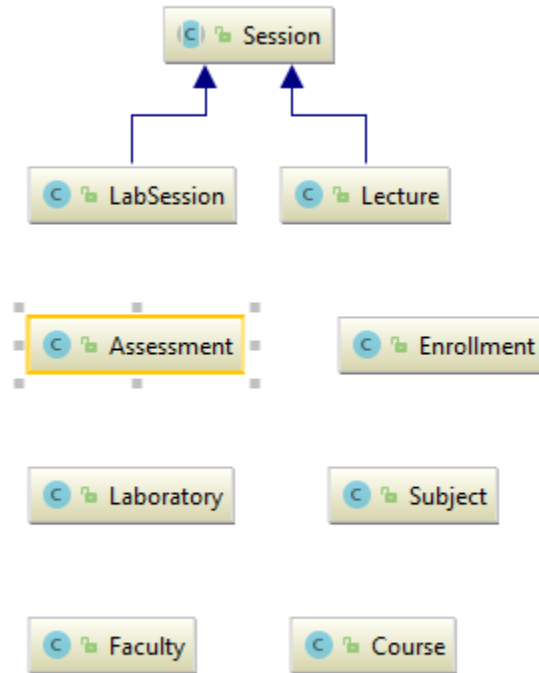 C Session
C LabSession
C Lecture
C Assessment
C Enrollment
C Laboratory
C Subject
C Faculty
C Course